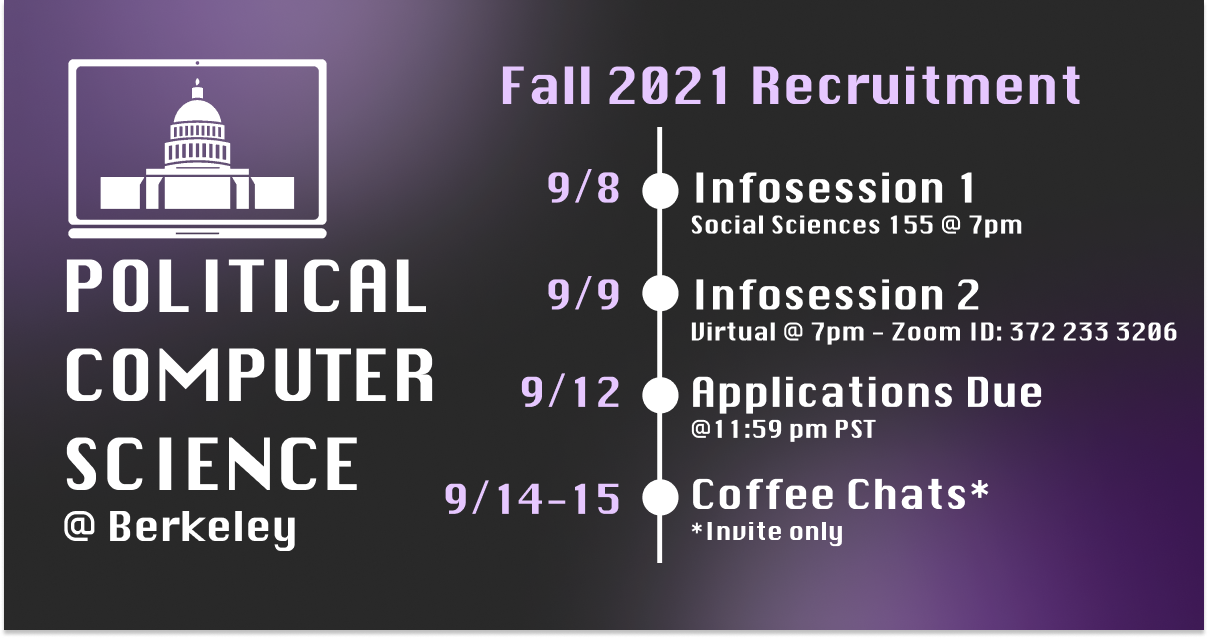 POLITICAL
COMPUTER
SCIENCE
@ Berkeley
Fall 2021 Recruitment
9/8
Infosession 1
Social Sciences 155 @ 7pm
9/9
Infosession 2
Virtual @ 7pm - Zoom ID: 372 233 3206
9/12
Applications Due
@11:59 pm PST
9/14-15
Coffee Chats*
*Invite only